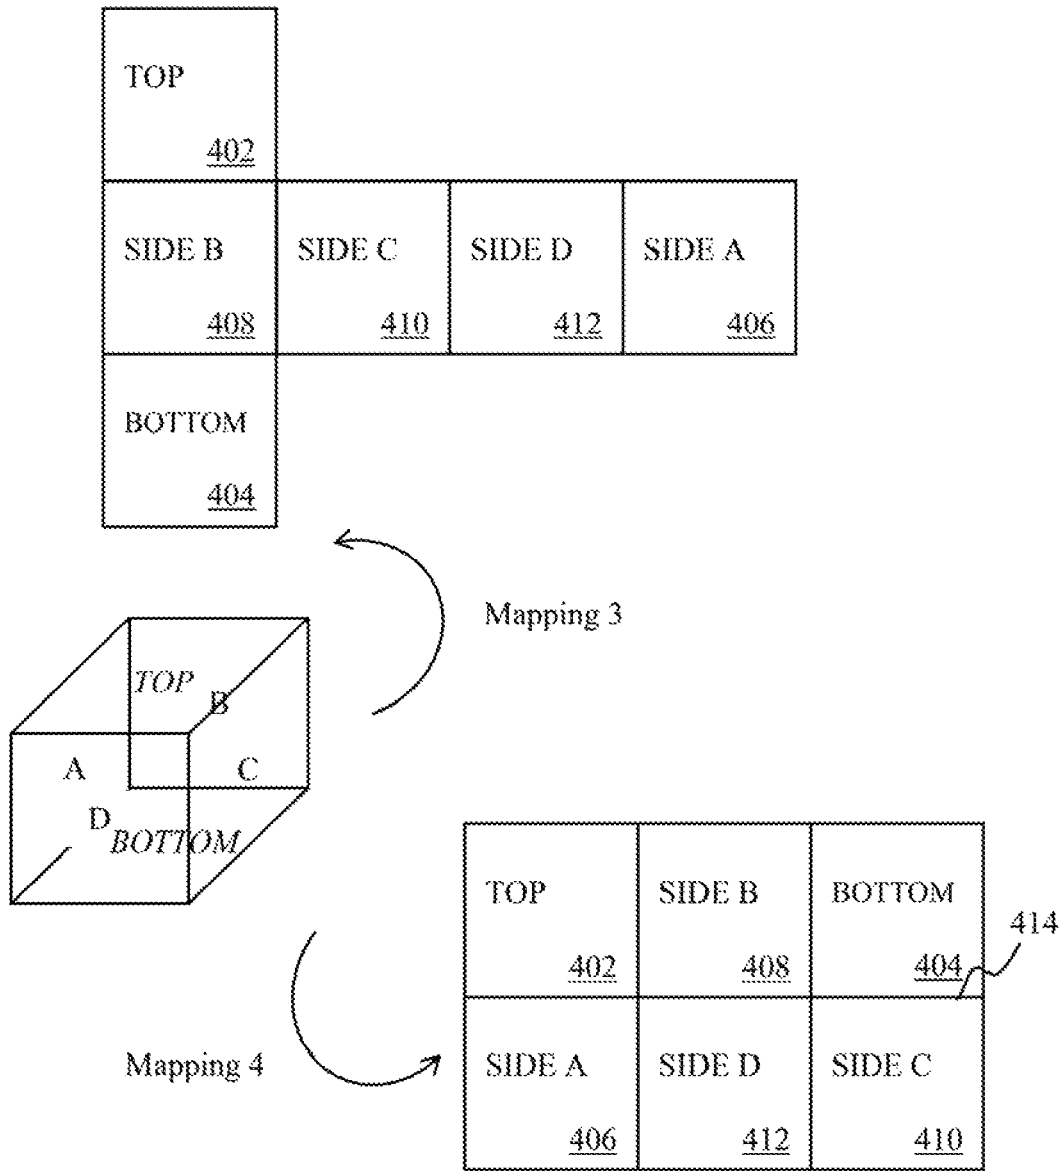 TOP
402
SIDE B
408
SIDE C
410
SIDE D
412
SIDE A
406
BOTTOM
404
Mapping 3
TOP
B
A
C
D
BOTTOM
Mapping 4
TOP
402
SIDE B
408
BOTTOM
404
414
SIDE A
406
SIDE D
412
SIDE C
410